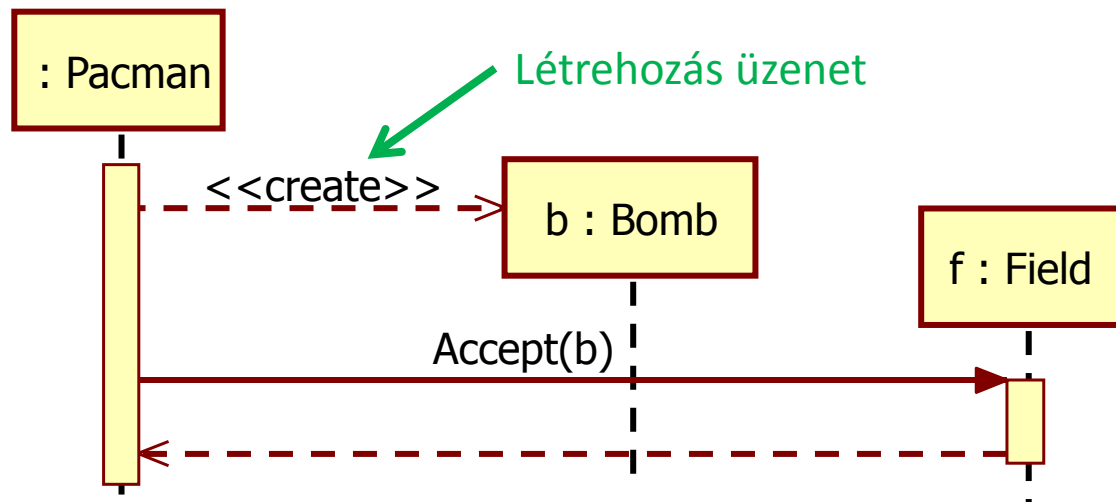 : Pacman
Létrehozás üzenet
<<create>>
b : Bomb
f : Field
Accept(b)